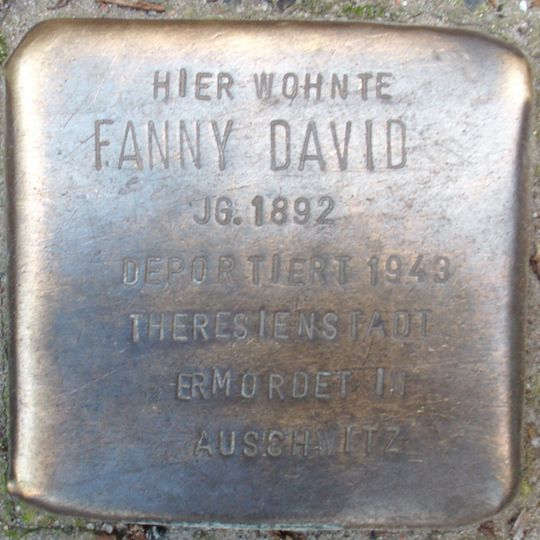 HIER WOHNTE
FANNY DAVID
JG. 1892
DEPORTIERT 1943
THERESIENSTADT
ERMORDET IN
AUSCHWITZ